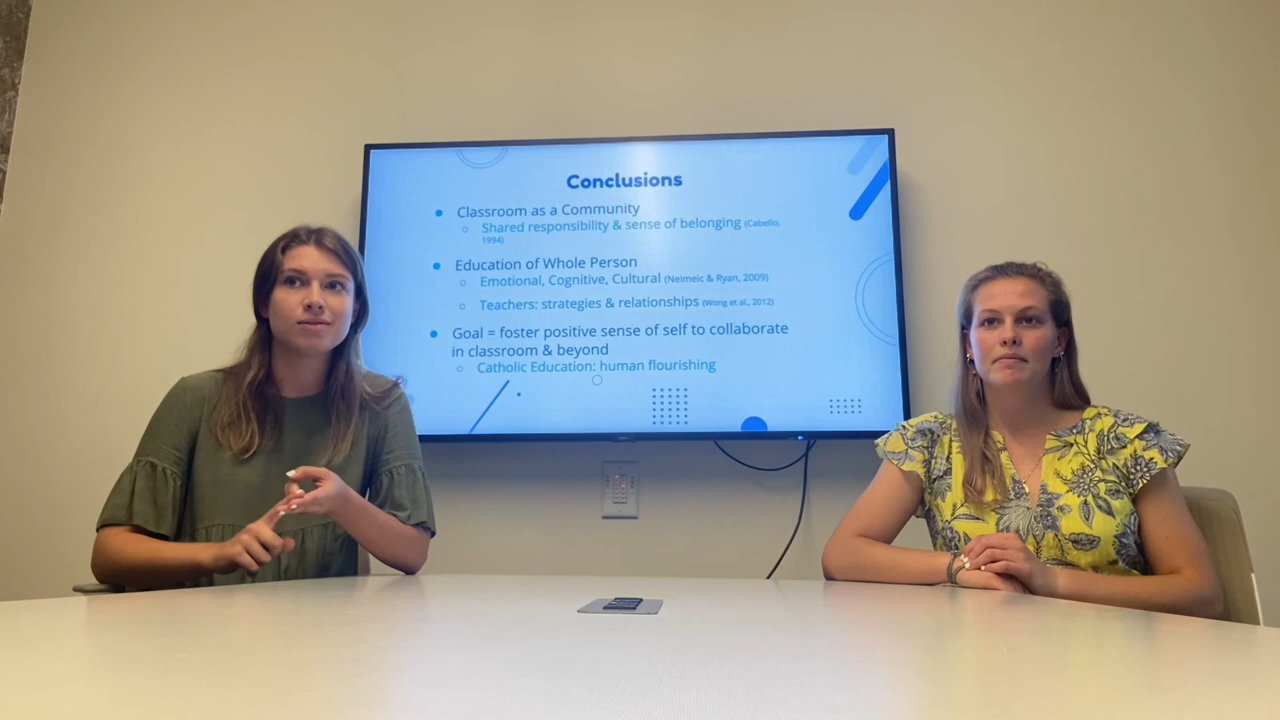 Conclusions
Classroom as a Community
Shared responsibility & sense of belonging (Cabello,
1994)
Education of Whole Person
Emotional, Cognitive, Cultural (Neimeic & Ryan, 2009)
Teachers: strategies & relationships (Wong et al., 2012)
Goal = foster positive sense of self to collaborate
in classroom & beyond
Catholic Education: human flourishing